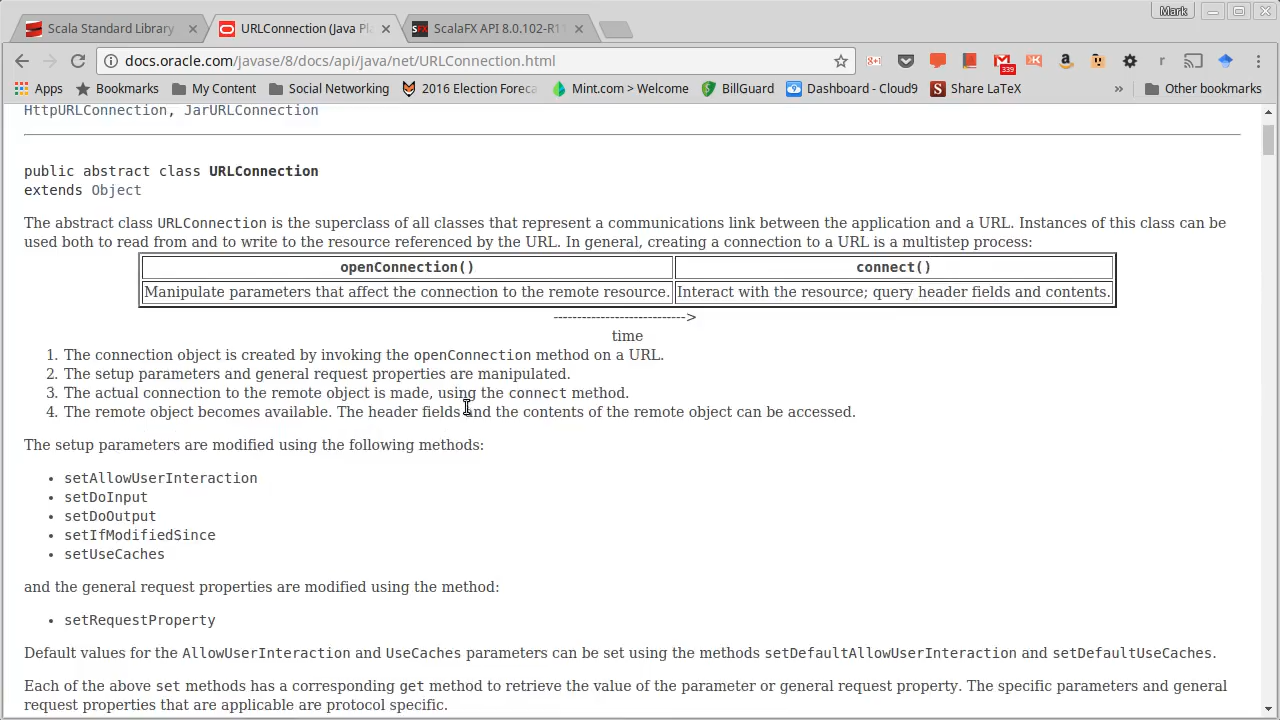 Mark
Scala Standard Library
URLConnection (Java Pl
SFX ScalaFX API 8.0.102-R11
docs.oracle.com/javase/8/docs/api/java/net/URLConnection.html
339
Apps Bookmarks My Content Social Networking 2016 Election Foreca Mint.com > Welcome BillGuard Dashboard - Cloud9 S Share LaTeX » Other bookmarks
HttpURLConnection, JarURLConnection
public abstract class URLConnection
extends Object
The abstract class URLConnection is the superclass of all classes that represent a communications link between the application and a URL. Instances of this class can be
used both to read from and to write to the resource referenced by the URL. In general, creating a connection to a URL is a multistep process:
openConnection() connect()
Manipulate parameters that affect the connection to the remote resource. Interact with the resource; query header fields and contents.
---------------------------->
time
1. The connection object is created by invoking the openConnection method on a URL.
2. The setup parameters and general request properties are manipulated.
3. The actual connection to the remote object is made, using the connect method.
4. The remote object becomes available. The header fields and the contents of the remote object can be accessed.
The setup parameters are modified using the following methods:
• setAllowUserInteraction
• setDoInput
• setDoOutput
• setIfModifiedSince
• setUseCaches
and the general request properties are modified using the method:
• setRequestProperty
Default values for the AllowUserInteraction and UseCaches parameters can be set using the methods setDefaultAllowUserInteraction and setDefaultUseCaches.
Each of the above set methods has a corresponding get method to retrieve the value of the parameter or general request property. The specific parameters and general
request properties that are applicable are protocol specific.